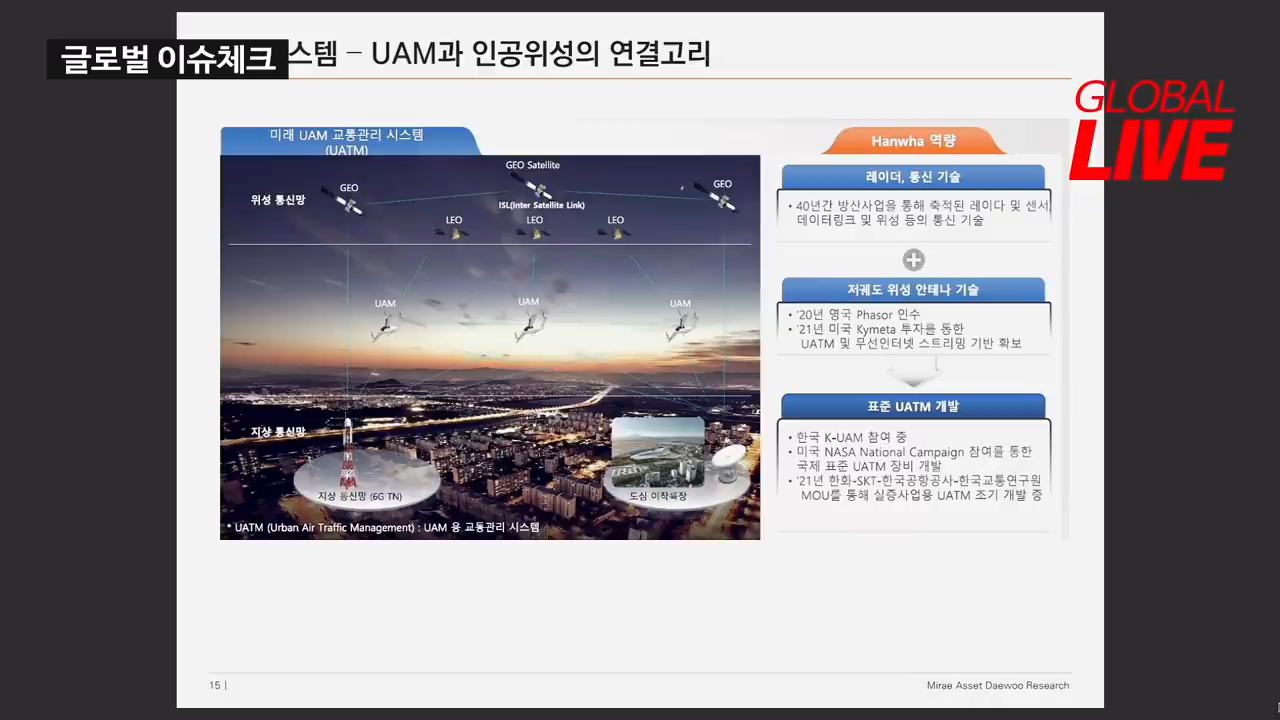 글로벌 이슈체크
스템 – UAM과 인공위성의 연결고리
GLOBAL
LIVE
미래 UAM 교통관리 시스템
(UATM)
GEO Satellite
GEO
GEO
위성 통신망
ISL(Inter Satellite Link)
LEO
LEO
LEO
UAM
UAM
UAM
지상 통신망
지상 통신망 (6G TN)
도심 이착륙장
* UATM (Urban Air Traffic Management) : UAM 용 교통관리 시스템
Hanwha 역량
레이더, 통신 기술
• 40년간 방산사업을 통해 축적된 레이다 및 센서
데이터링크 및 위성 등의 통신 기술
저궤도 위성 안테나 기술
• '20년 영국 Phasor 인수
• '21년 미국 Kymeta 투자를 통한
UATM 및 무선인터넷 스트리밍 기반 확보
표준 UATM 개발
• 한국 K-UAM 참여 중
• 미국 NASA National Campaign 참여를 통한
국제 표준 UATM 장비 개발
• '21년 한화-SKT-한국공항공사-한국교통연구원
MOU를 통해 실증사업용 UATM 조기 개발 중
15 |
Mirae Asset Daewoo Research